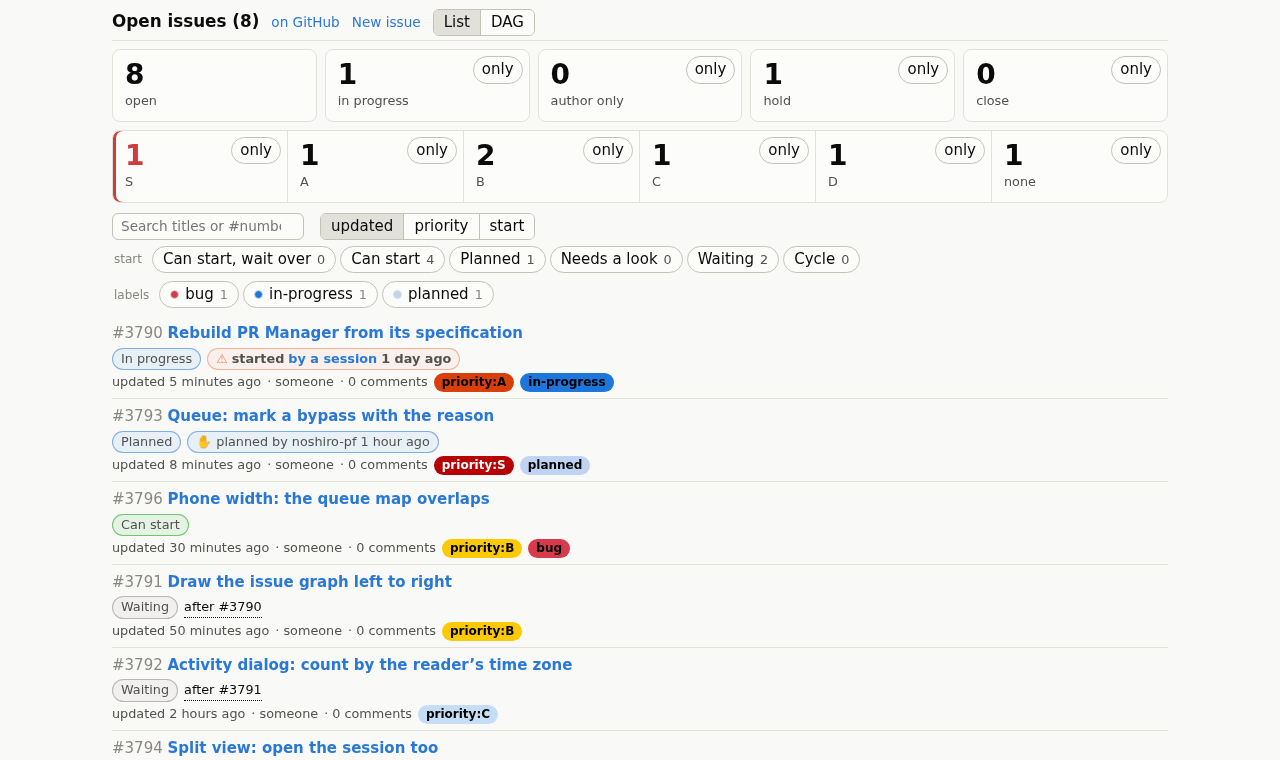 Open issues (8) on GitHub New issue List DAG
8 1 only 0 only 1 only 0 only
open in progress author only hold close
1 only 1 only 2 only 1 only 1 only 1 only
S A B C D none
Search titles or #numbe updated priority start
start Can start, wait over 0 Can start 4 Planned 1 Needs a look 0 Waiting 2 Cycle 0
labels bug 1 in-progress 1 planned 1
#3790 Rebuild PR Manager from its specification
In progress ⚠ started by a session 1 day ago
updated 5 minutes ago · someone · 0 comments priority:A in-progress
#3793 Queue: mark a bypass with the reason
Planned ✋ planned by noshiro-pf 1 hour ago
updated 8 minutes ago · someone · 0 comments priority:S planned
#3796 Phone width: the queue map overlaps
Can start
updated 30 minutes ago · someone · 0 comments priority:B bug
#3791 Draw the issue graph left to right
Waiting after #3790
updated 50 minutes ago · someone · 0 comments priority:B
#3792 Activity dialog: count by the reader’s time zone
Waiting after #3791
updated 2 hours ago · someone · 0 comments priority:C
#3794 Split view: open the session too